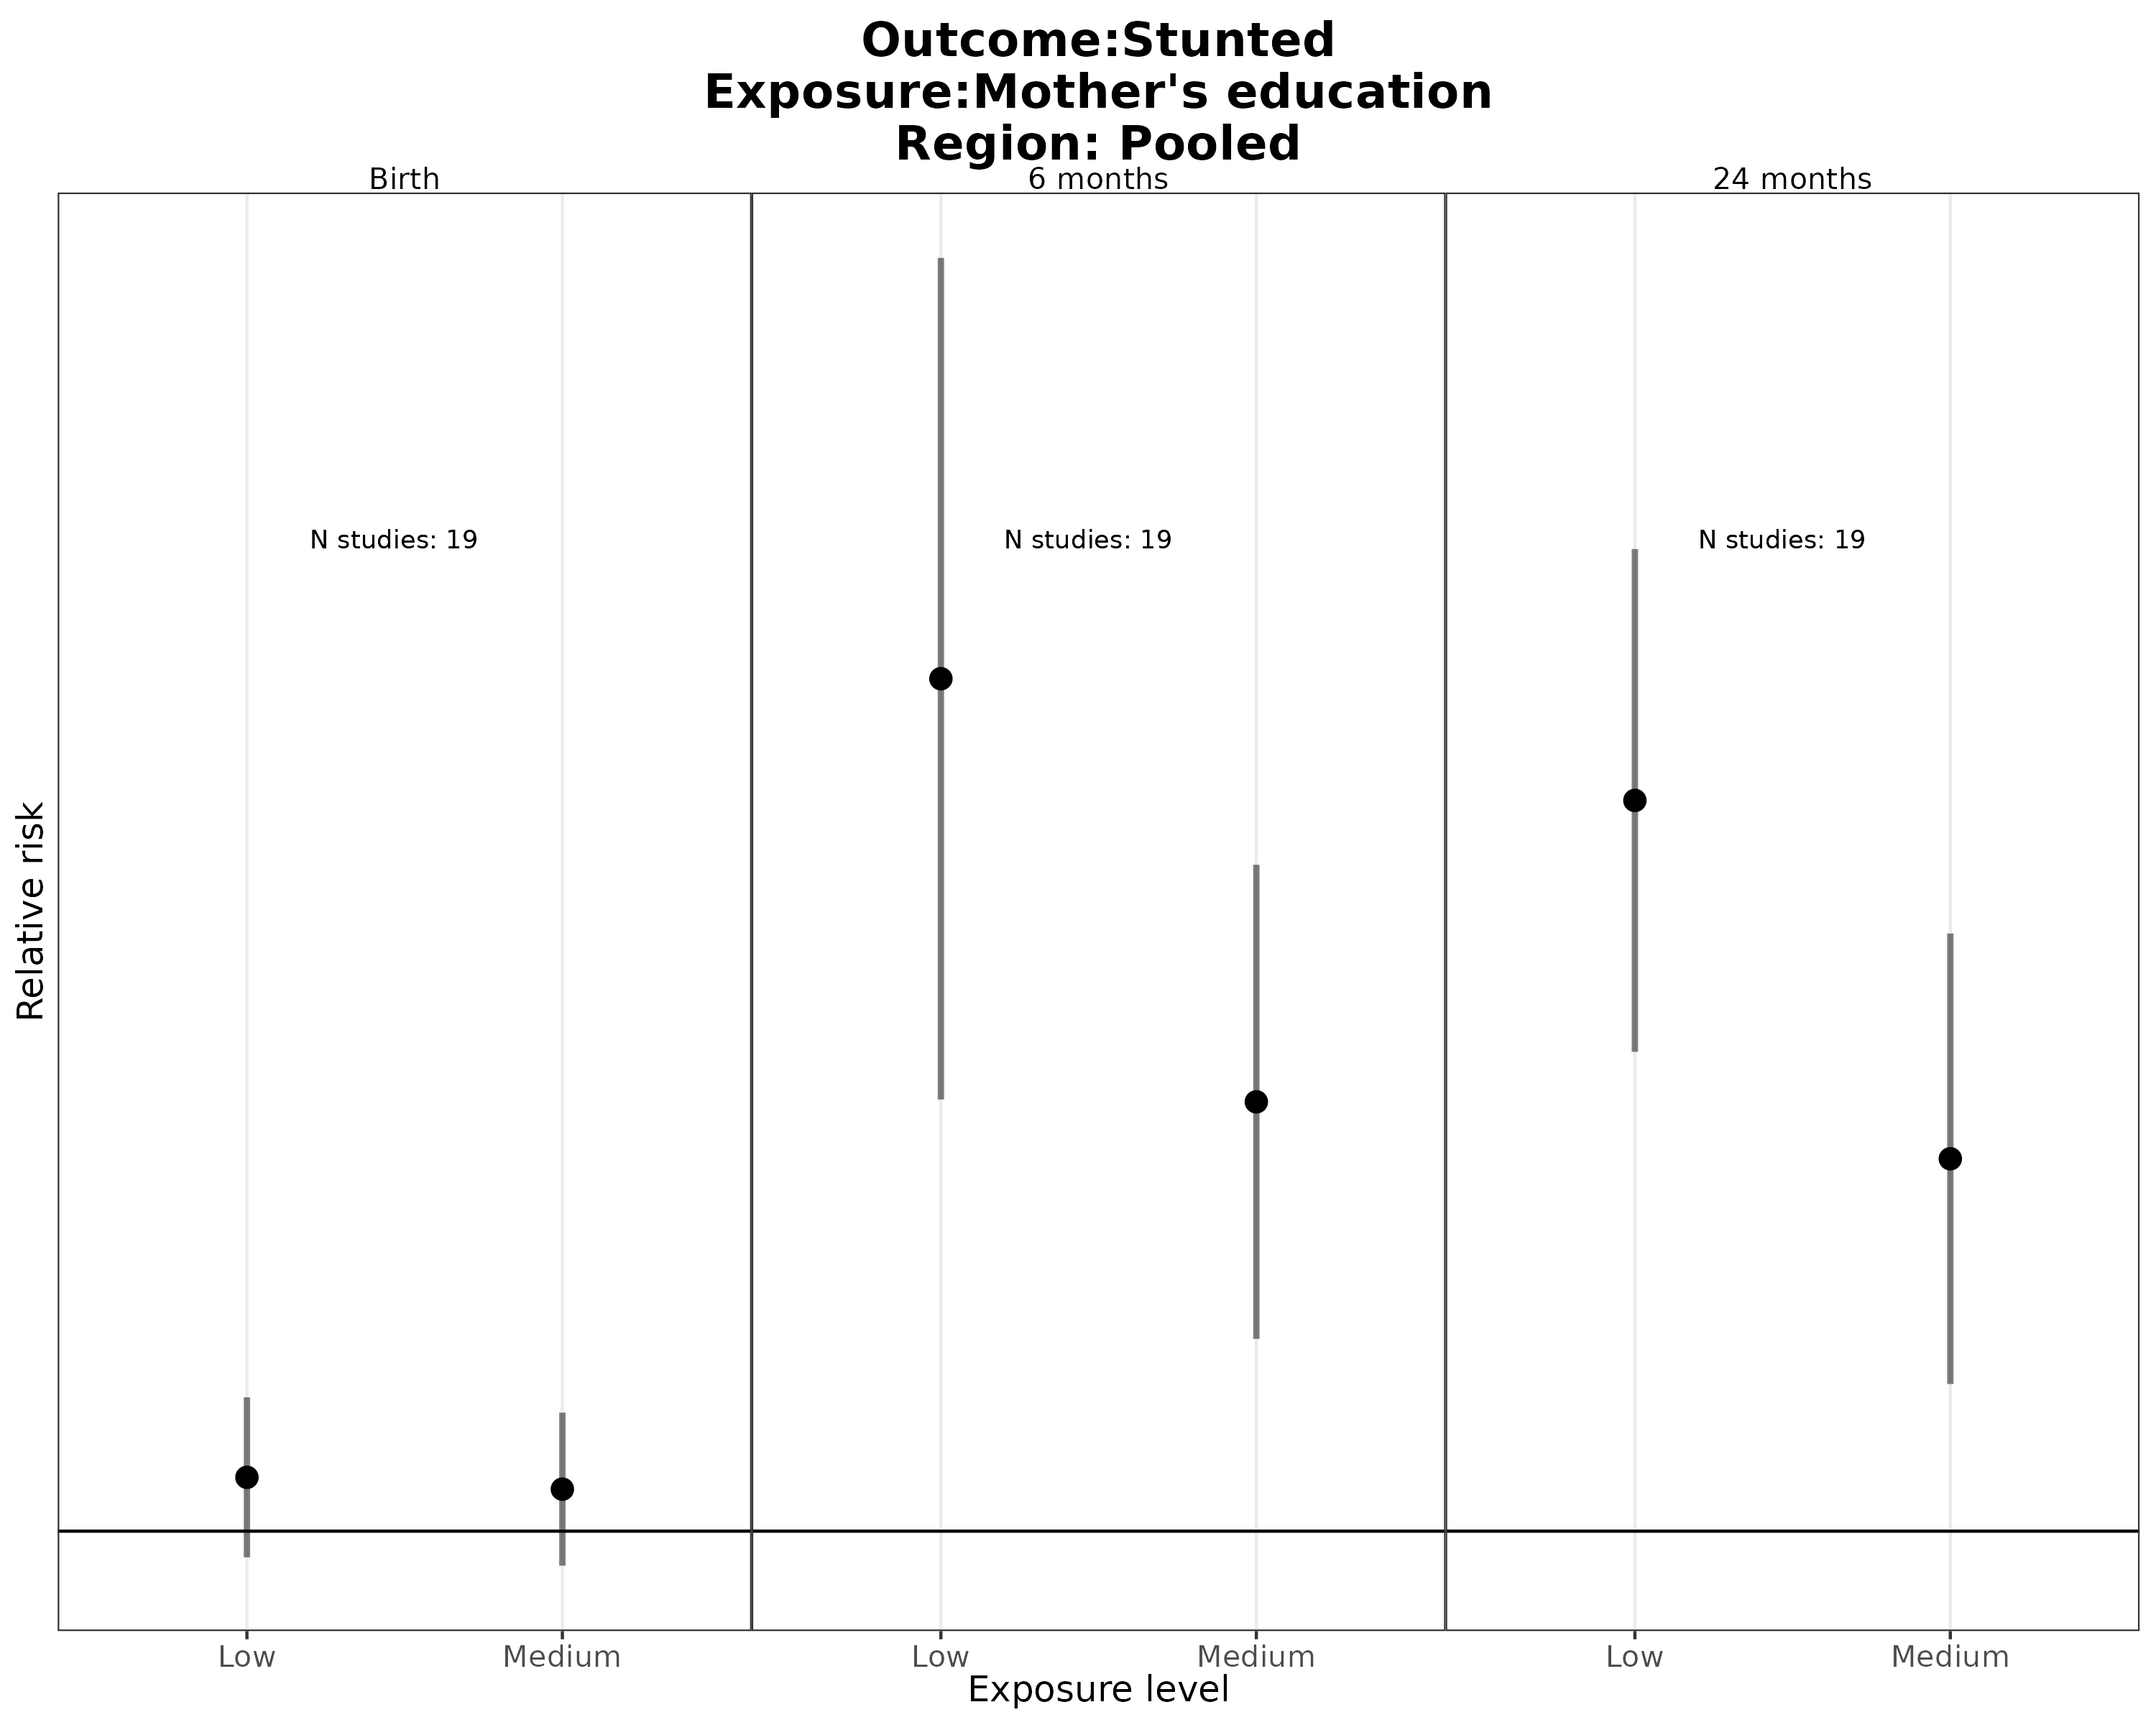 Outcome:Stunted
Exposure:Mother's education
Region: Pooled
Birth
6 months
24 months
N studies: 19
N studies: 19
N studies: 19
Relative risk
Low
Medium
Low
Medium
Low
Medium
Exposure level